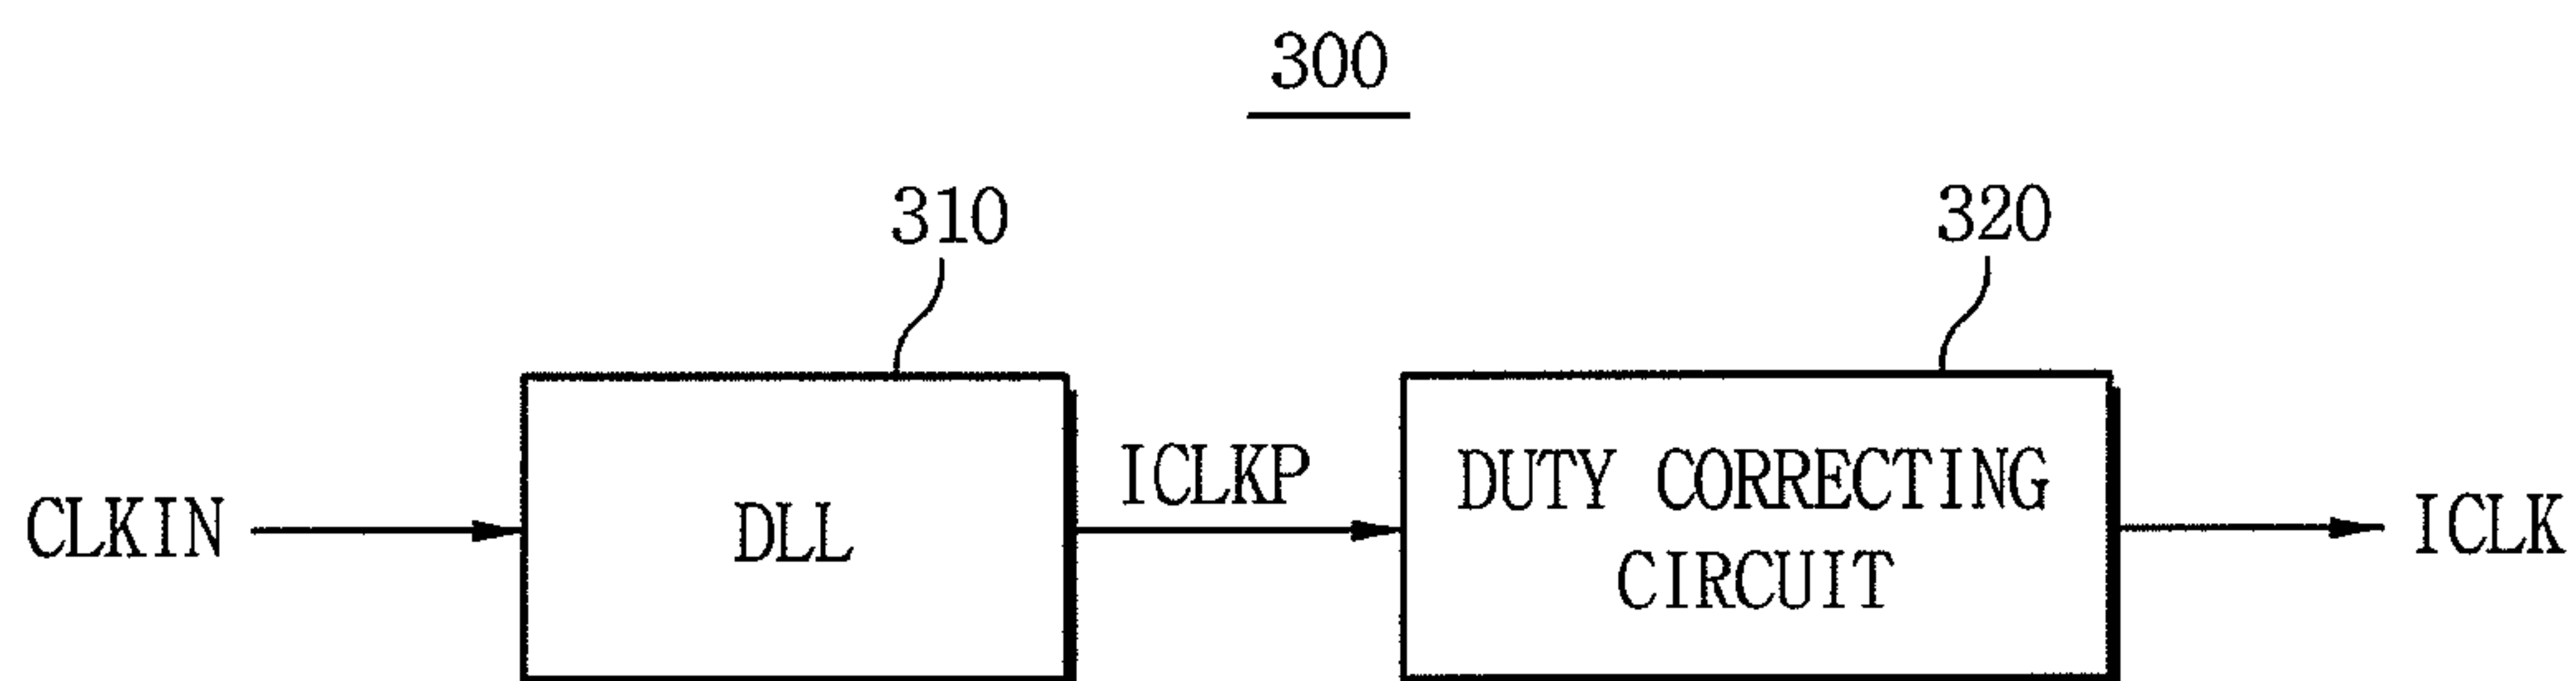 300
310
320
CLKIN
DLL
ICLKP
DUTY CORRECTING
CIRCUIT
ICLK